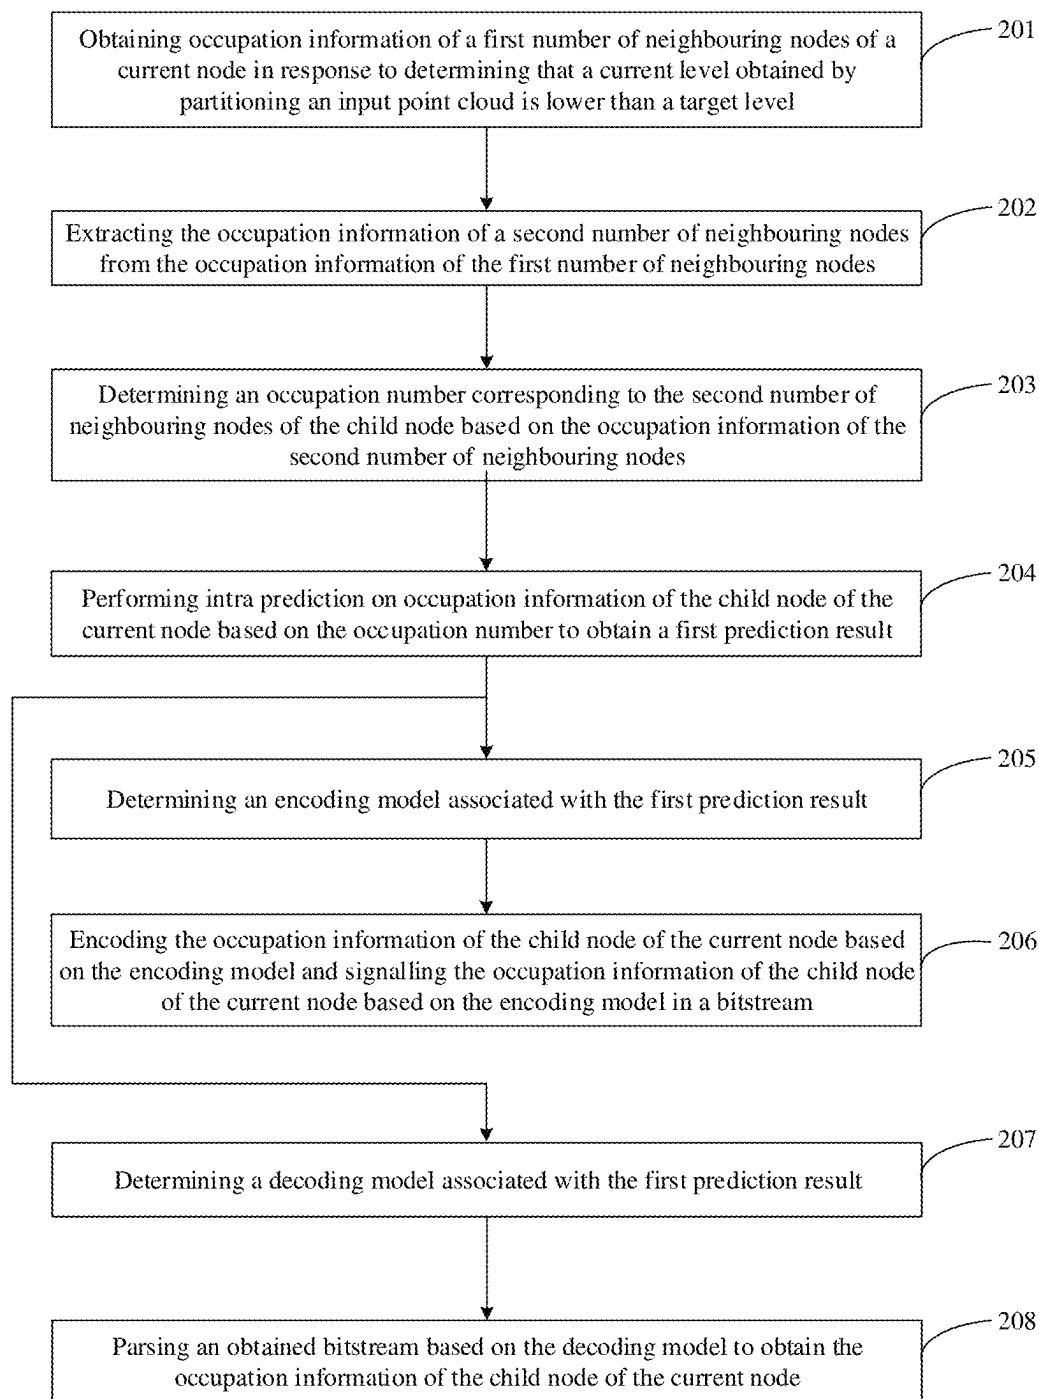 Obtaining occupation information of a first number of neighbouring nodes of a
current node in response to determining that a current level obtained by
partitioning an input point cloud is lower than a target level
201
Extracting the occupation information of a second number of neighbouring nodes
from the occupation information of the first number of neighbouring nodes
202
Determining an occupation number corresponding to the second number of
neighbouring nodes of the child node based on the occupation information of the
second number of neighbouring nodes
203
Performing intra prediction on occupation information of the child node of the
current node based on the occupation number to obtain a first prediction result
204
Determining an encoding model associated with the first prediction result
205
Encoding the occupation information of the child node of the current node based
on the encoding model and signalling the occupation information of the child node
of the current node based on the encoding model in a bitstream
206
Determining a decoding model associated with the first prediction result
207
Parsing an obtained bitstream based on the decoding model to obtain the
occupation information of the child node of the current node
208